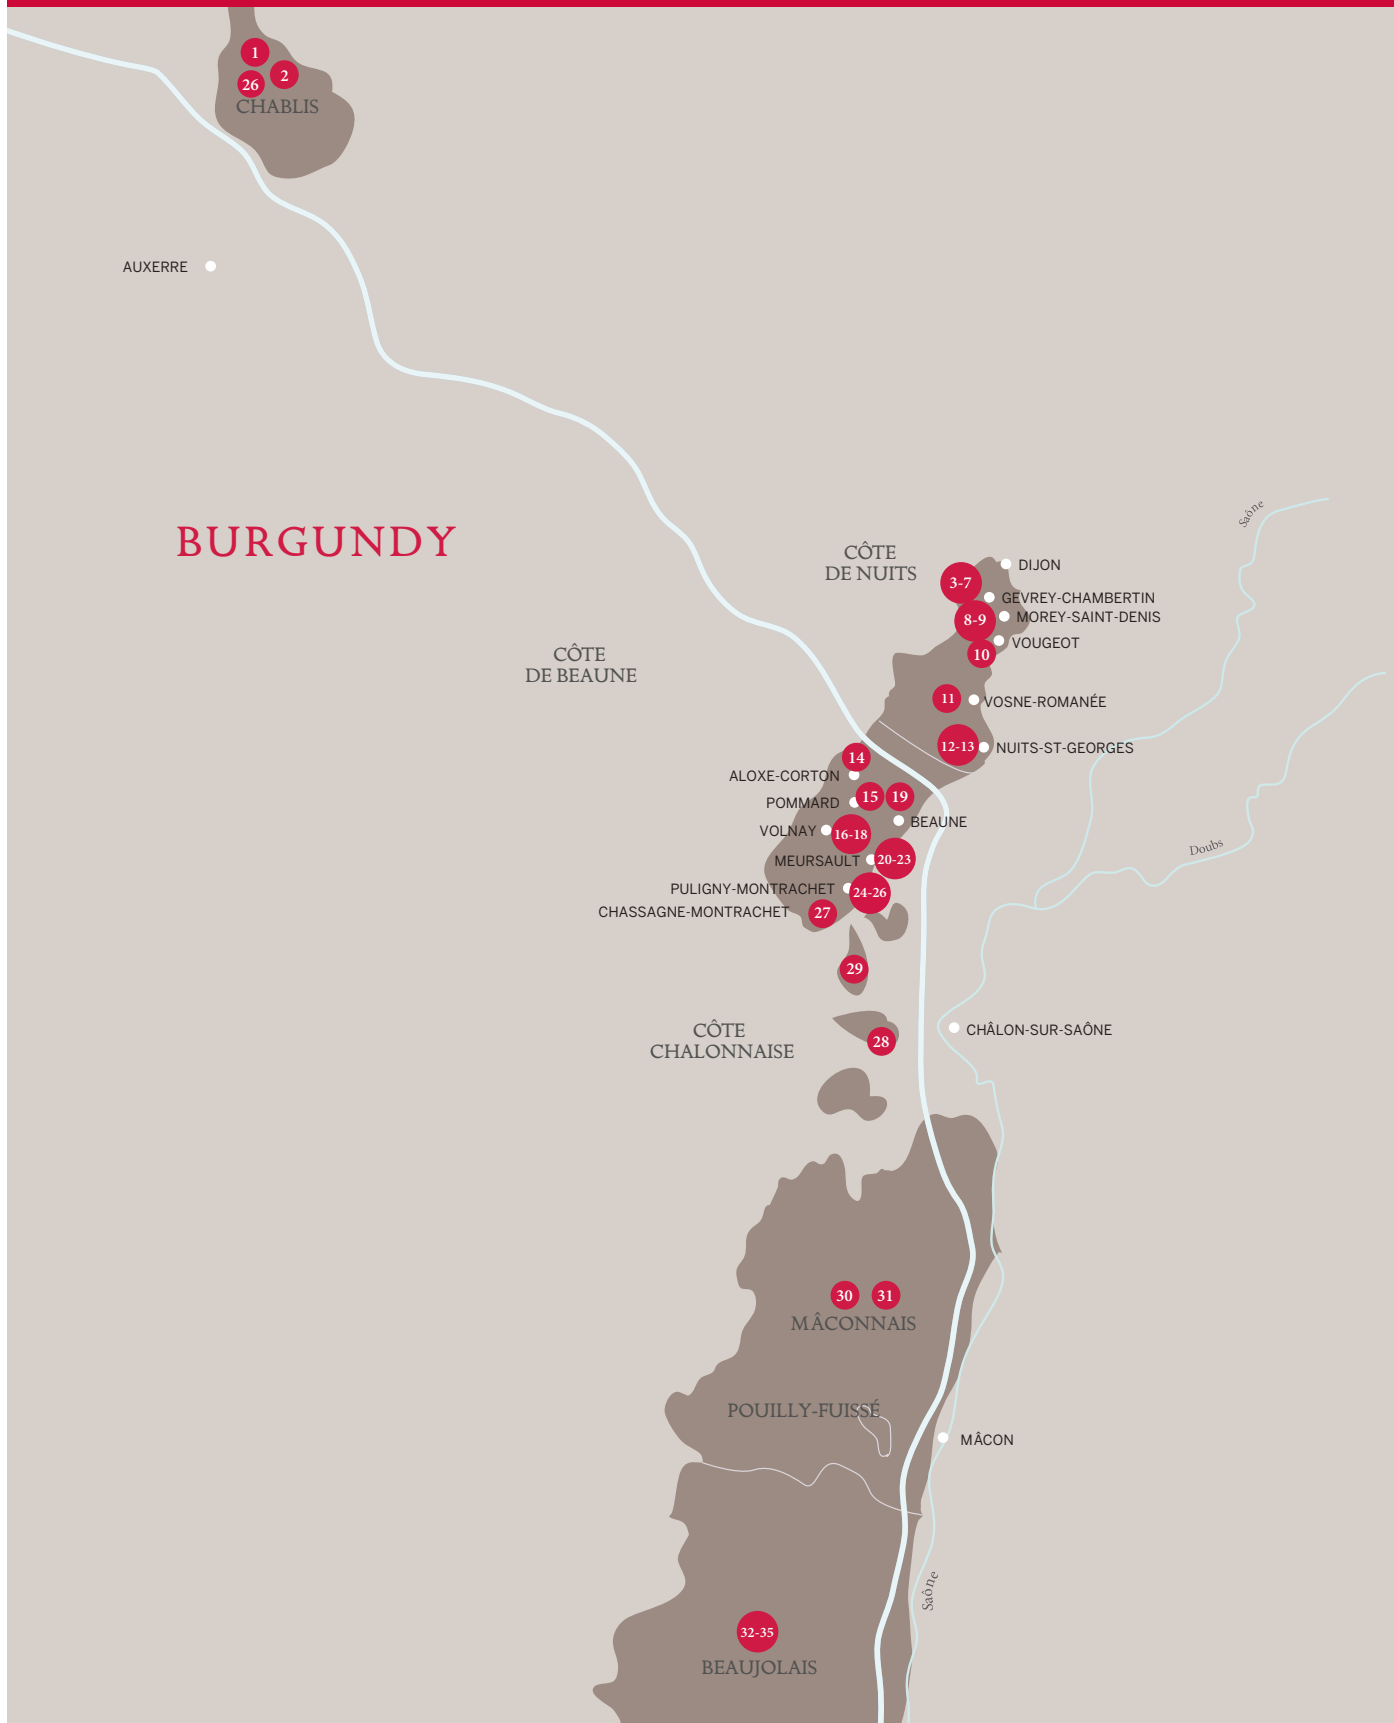 1
2
26
CHABLIS
AUXERRE
BURGUNDY
Saône
CÔTE
DE NUITS
DIJON
3-7
GEVREY-CHAMBERTIN
8-9
MOREY-SAINT-DENIS
VOUGEOT
10
CÔTE
DE BEAUNE
11
VOSNE-ROMANÉE
12-13
NUITS-ST-GEORGES
14
ALOXE-CORTON
15
19
POMMARD
BEAUNE
VOLNAY
16-18
Doubs
MEURSAULT
20-23
PULIGNY-MONTRACHET
24-26
CHASSAGNE-MONTRACHET
27
29
CÔTE
CHALONNAISE
CHÂLON-SUR-SAÔNE
28
30
31
MÂCONNAIS
POUILLY-FUISSÉ
MÂCON
Saône
32-35
BEAUJOLAIS